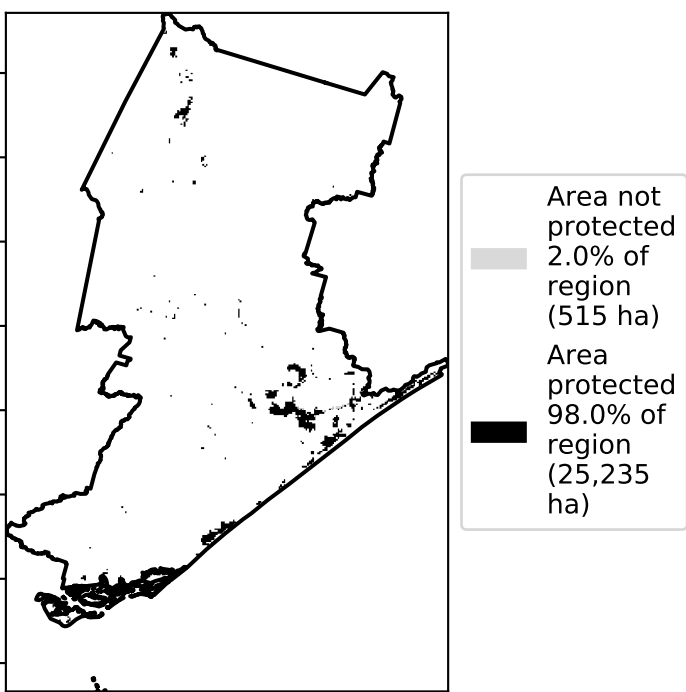 Area not
protected
2.0% of
region
(515 ha)
Area
protected
98.0% of
region
(25,235
ha)